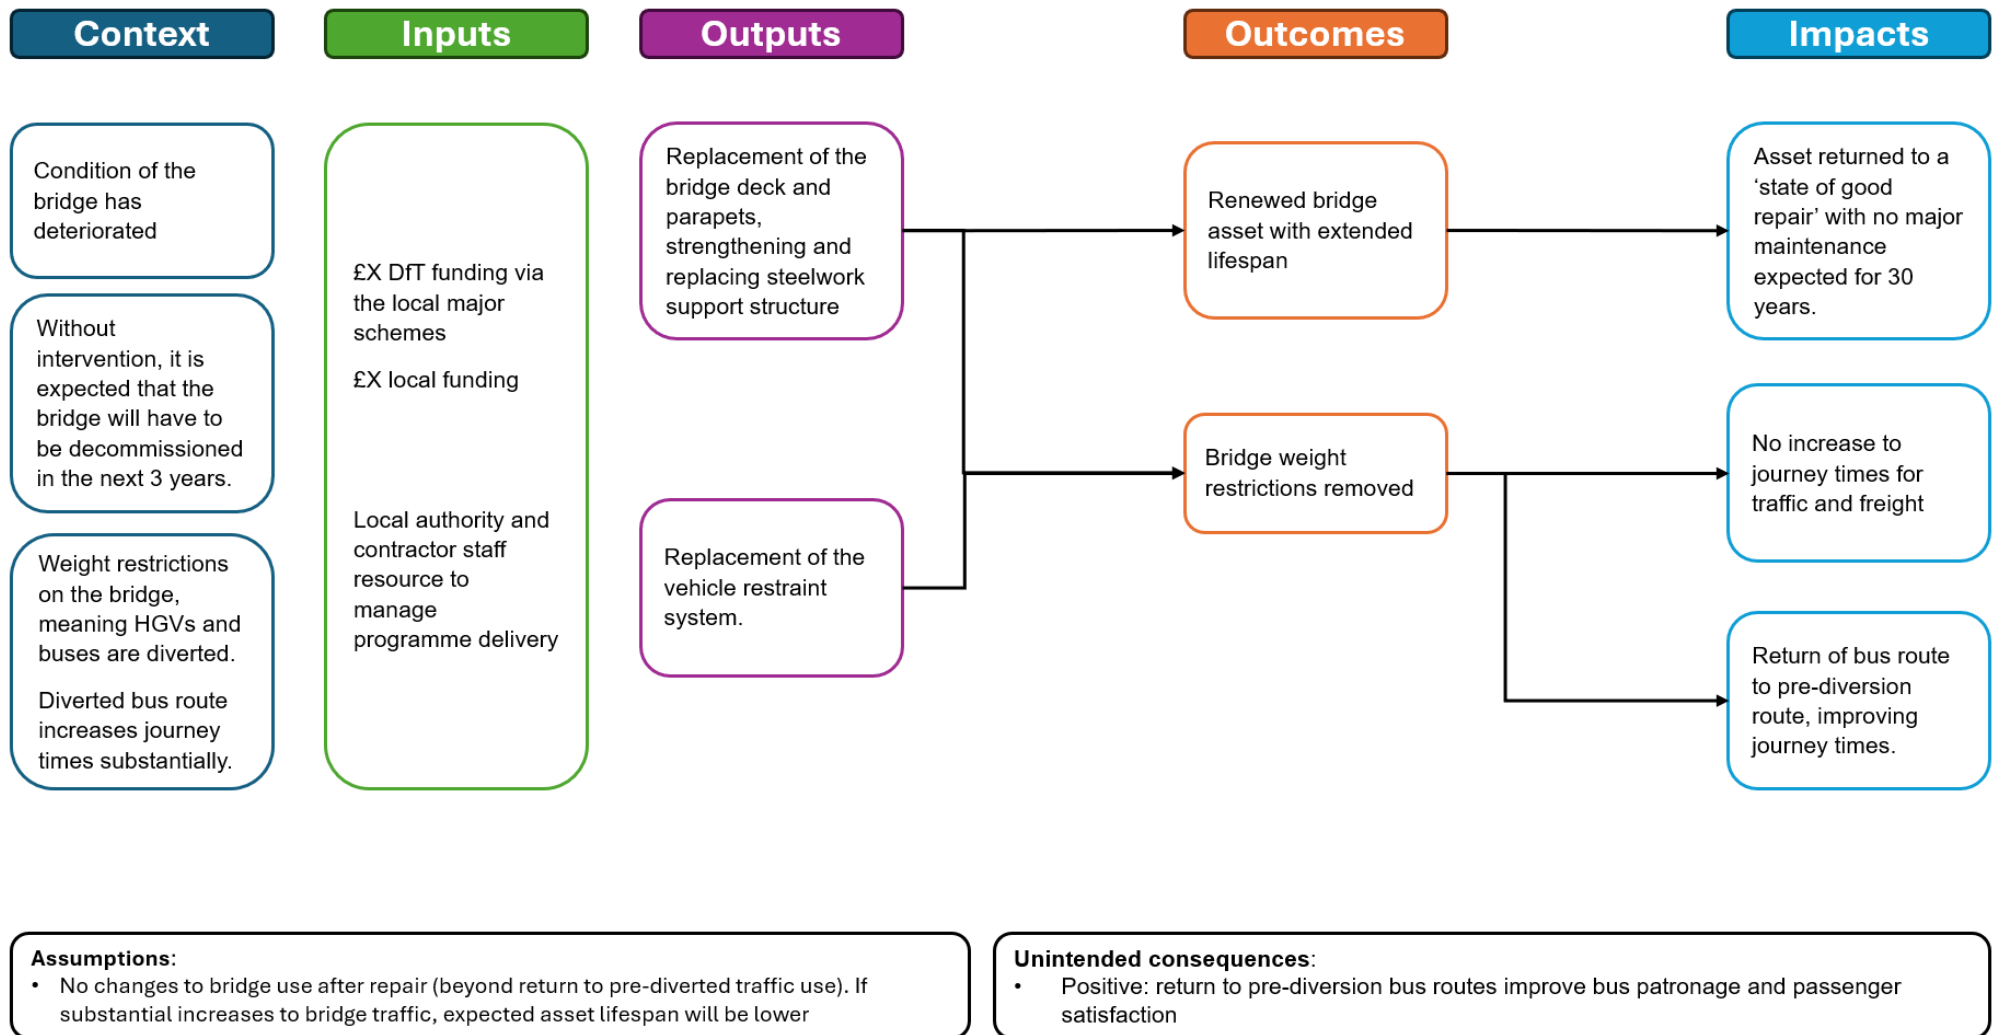 Context
Inputs
Outputs
Outcomes
Impacts
Condition of the
bridge has
deteriorated
Without
intervention, it is
expected that the
bridge will have to
be decommissioned
in the next 3 years.
Weight restrictions
on the bridge,
meaning HGVs and
buses are diverted.
Diverted bus route
increases journey
times substantially.
£X DfT funding via
the local major
schemes
£X local funding
Local authority and
contractor staff
resource to
manage
programme delivery
Replacement of the
bridge deck and
parapets,
strengthening and
replacing steelwork
support structure
Replacement of the
vehicle restraint
system.
Renewed bridge
asset with extended
lifespan
Bridge weight
restrictions removed
Asset returned to a
‘state of good
repair’ with no major
maintenance
expected for 30
years.
No increase to
journey times for
traffic and freight
Return of bus route
to pre-diversion
route, improving
journey times.
Assumptions:
• No changes to bridge use after repair (beyond return to pre-diverted traffic use). If
substantial increases to bridge traffic, expected asset lifespan will be lower
Unintended consequences:
• Positive: return to pre-diversion bus routes improve bus patronage and passenger
satisfaction